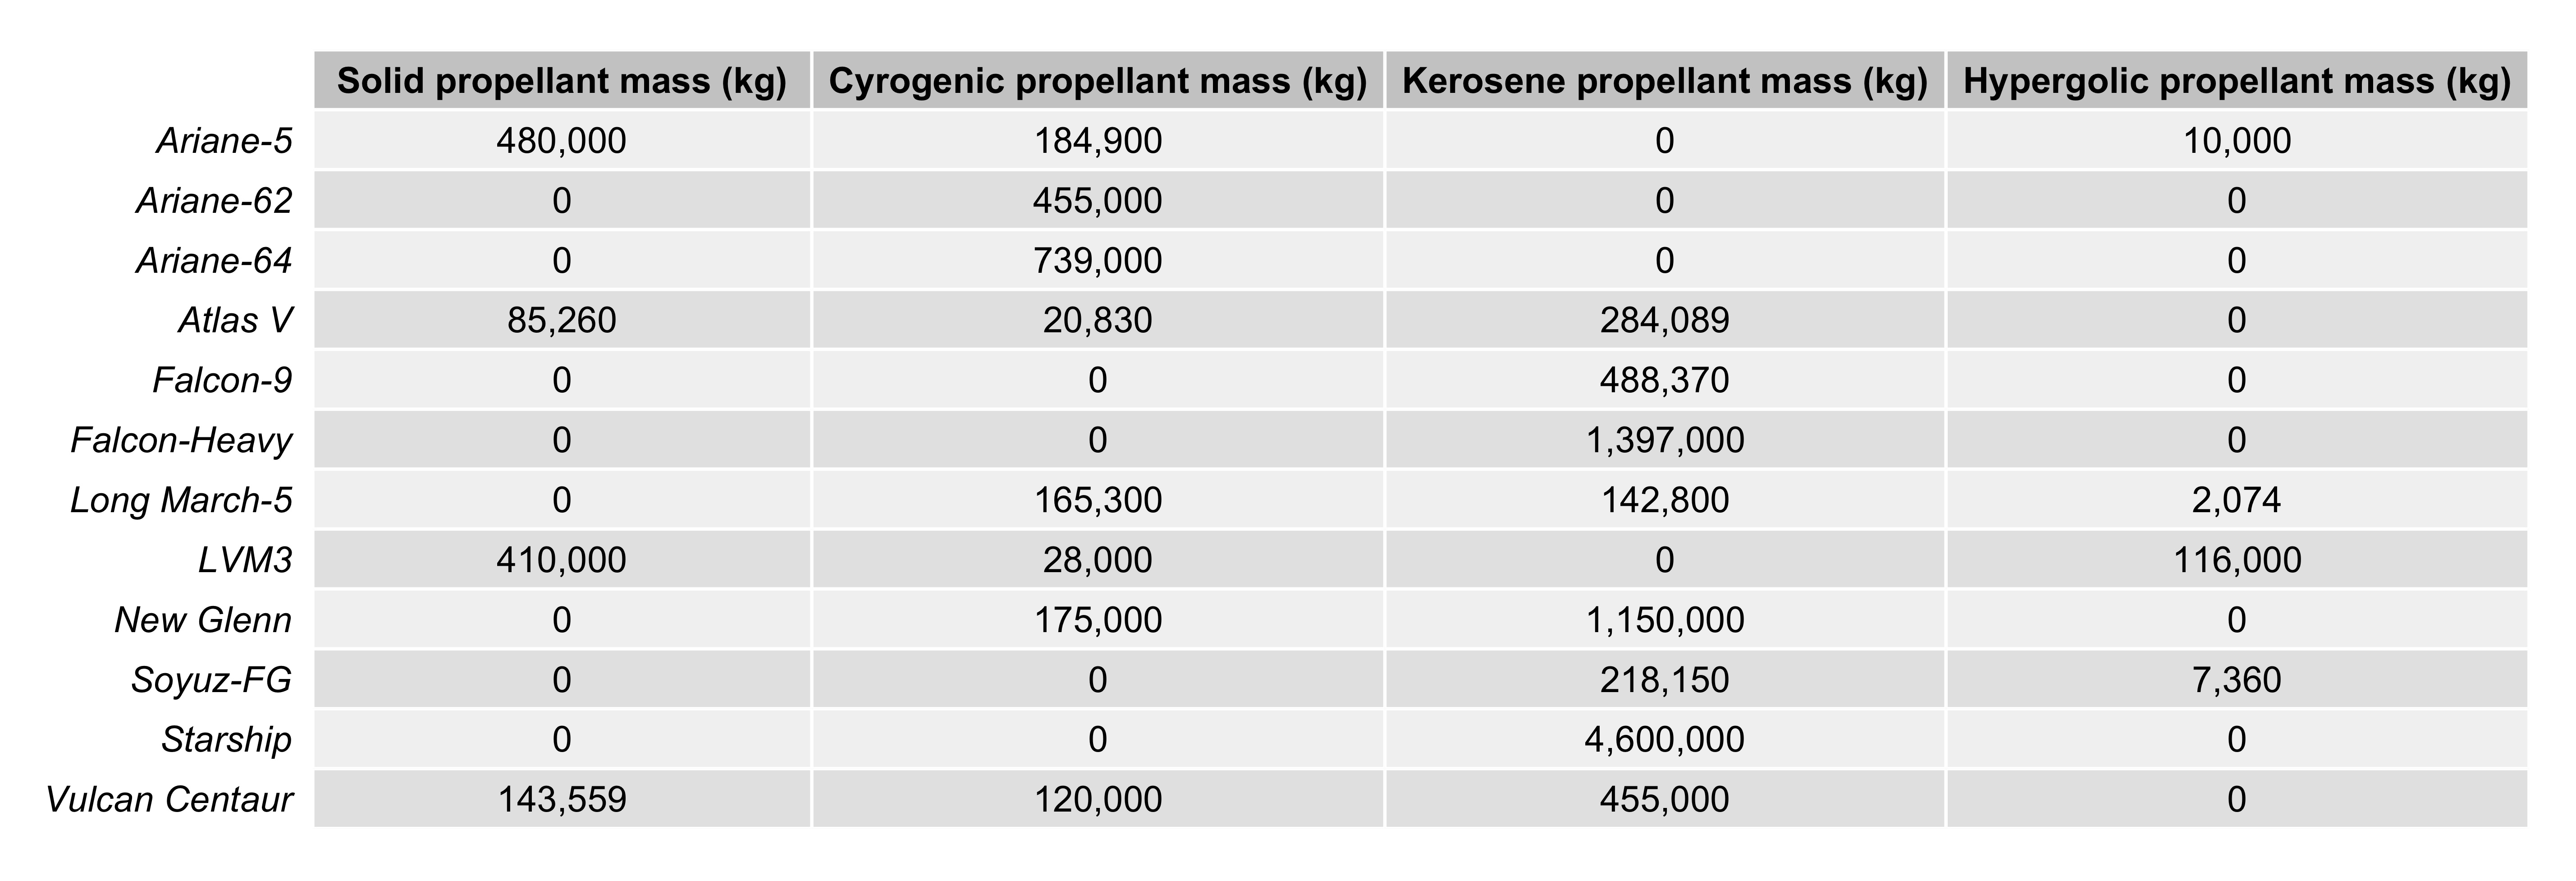 Solid propellant mass (kg) Cyrogenic propellant mass (kg) Kerosene propellant mass (kg) Hypergolic propellant mass (kg)
Ariane-5 480,000 184,900 0 10,000
Ariane-62 0 455,000 0 0
Ariane-64 0 739,000 0 0
Atlas V 85,260 20,830 284,089 0
Falcon-9 0 0 488,370 0
Falcon-Heavy 0 0 1,397,000 0
Long March-5 0 165,300 142,800 2,074
LVM3 410,000 28,000 0 116,000
New Glenn 0 175,000 1,150,000 0
Soyuz-FG 0 0 218,150 7,360
Starship 0 0 4,600,000 0
Vulcan Centaur 143,559 120,000 455,000 0